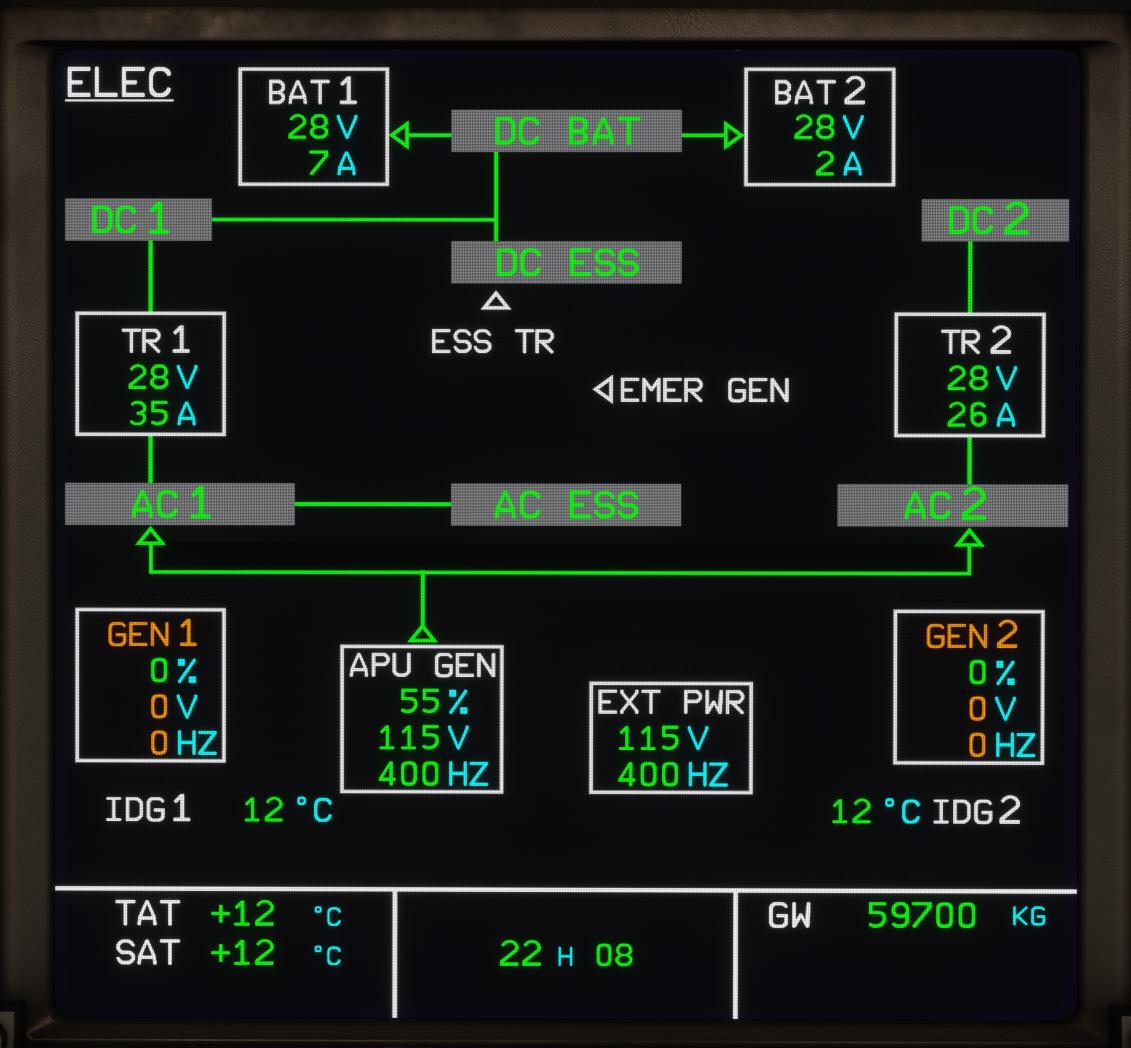 ELEC
BAT 1
28 V
7 A
DC BAT
BAT 2
28 V
2 A
DC 1
DC 2
DC ESS
ESS TR
TR 1
28 V
35 A
EMER GEN
TR 2
28 V
26 A
AC 1
AC ESS
AC 2
GEN 1
0 %
0 V
0 HZ
APU GEN
55 %
115 V
400 HZ
EXT PWR
115 V
400 HZ
GEN 2
0 %
0 V
0 HZ
IDG 1 12 °C
12 °C IDG 2
TAT +12 °C
SAT +12 °C
22 H 08
GW 59700 KG